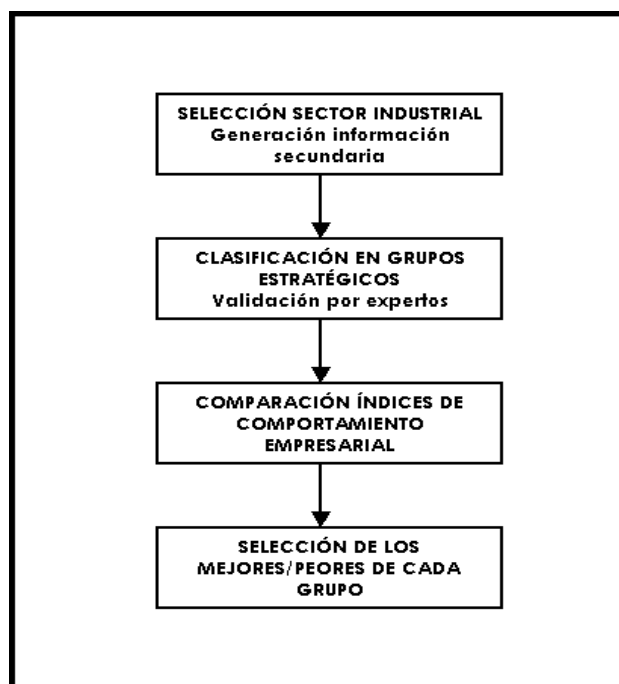 SELECCIÓN SECTOR INDUSTRIAL
Generación información
secundaria
CLASIFICACIÓN EN GRUPOS
ESTRATÉGICOS
Validación por expertos
COMPARACIÓN ÍNDICES DE
COMPORTAMIENTO
EMPRESARIAL
SELECCIÓN DE LOS
MEJORES/PEORES DE CADA
GRUPO